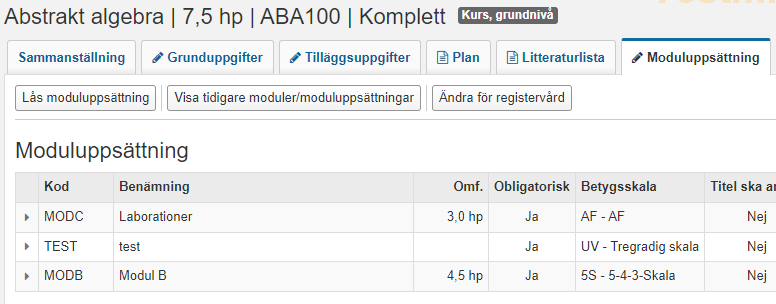 Abstrakt algebra | 7,5 hp | ABA100 | Komplett Kurs, grundnivå
Sammanställning Grunduppgifter Tilläggsuppgifter Plan Litteraturlista Moduluppsättning
Lås moduluppsättning Visa tidigare moduler/moduluppsättningar Ändra för registervård
Moduluppsättning
Kod Benämning Omf. Obligatorisk Betygsskala Titel ska
MODC Laborationer 3,0 hp Ja AF - AF Nej
TEST test Ja UV - Tregradig skala Nej
MODB Modul B 4,5 hp Ja 5S - 5-4-3-Skala Nej